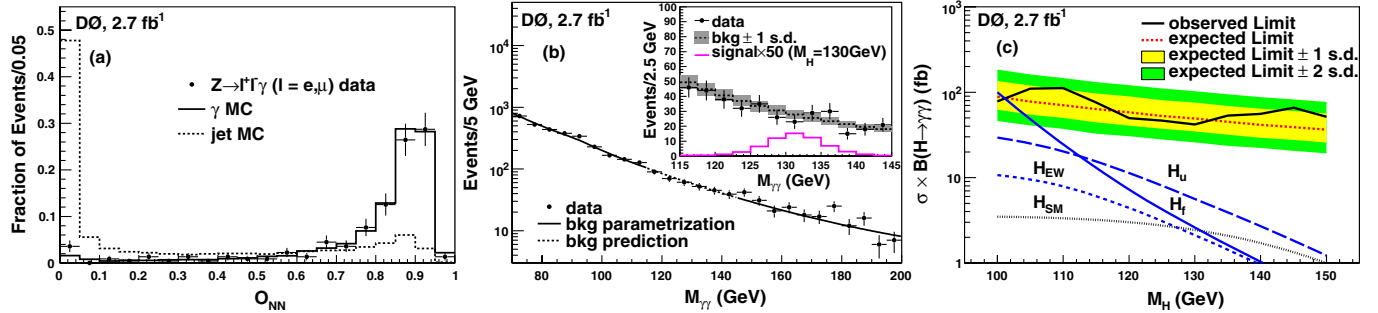 DØ, 2.7 fb⁻¹
(a)
Z→l⁺l⁻γ (l = e,μ) data
γ MC
jet MC
Fraction of Events/0.05
0.5
0.4
0.3
0.2
0.1
0
0 0.1 0.2 0.3 0.4 0.5 0.6 0.7 0.8 0.9 1
O_NN
DØ, 2.7 fb⁻¹
(b)
Events/5 GeV
10⁴
10³
10²
10
data
bkg parametrization
bkg prediction
80 100 120 140 160 180 200
M_γγ (GeV)
data
bkg ± 1 s.d.
signal×50 (M_H=130GeV)
Events/2.5 GeV
100
90
80
70
60
50
40
30
20
10
0
115 120 125 130 135 140 145
M_γγ (GeV)
DØ, 2.7 fb⁻¹
(c)
observed Limit
expected Limit
expected Limit ± 1 s.d.
expected Limit ± 2 s.d.
σ × B(H→γγ) (fb)
10³
10²
10
1
H_EW
H_SM
H_u
H_f
100 110 120 130 140 150
M_H (GeV)